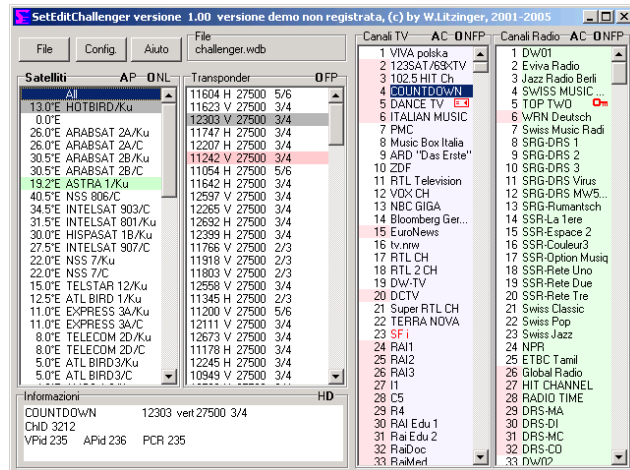 SetEditChallenger versione 1.00 versione demo non registrata, (c) by W.Litzinger, 2001-2005
File Config. Aiuto
File
challenger.wdb
Satelliti AP ONL
All
13.0°E HOTBIRD/Ku
0.0°E
26.0°E ARABSAT 2A/Ku
26.0°E ARABSAT 2A/C
30.5°E ARABSAT 2B/Ku
30.5°E ARABSAT 2B/C
19.2°E ASTRA 1/Ku
40.5°E NSS 806/C
34.5°E INTELSAT 903/C
31.5°E INTELSAT 801/Ku
30.0°E HISPASAT 1B/Ku
27.5°E INTELSAT 907/C
22.0°E NSS 7/Ku
22.0°E NSS 7/C
15.0°E TELSTAR 12/Ku
12.5°E ATL BIRD 1/Ku
11.0°E EXPRESS 3A/Ku
11.0°E EXPRESS 3A/C
8.0°E TELECOM 2D/Ku
8.0°E TELECOM 2D/C
5.0°E ATL BIRD3/Ku
5.0°E ATL BIRD3/C
Transponder OFP
11604 H 27500 5/6
11623 V 27500 3/4
12303 V 27500 3/4
11747 H 27500 3/4
12207 H 27500 3/4
11242 V 27500 3/4
11054 H 27500 5/6
11642 H 27500 3/4
12597 V 27500 3/4
12265 V 27500 3/4
12692 H 27500 3/4
12399 H 27500 3/4
11766 V 27500 2/3
11918 V 27500 2/3
11803 V 27500 2/3
12558 V 27500 3/4
11345 H 27500 2/3
11200 V 27500 5/6
12111 V 27500 3/4
12673 V 27500 3/4
11178 H 27500 3/4
12245 H 27500 3/4
10949 V 27500 3/4
Canali TV AC ONFP
1 VIVA polska
2 123SAT/69XTV
3 102.5 HIT Ch
4 COUNTDOWN
5 DANCE TV
6 ITALIAN MUSIC
7 PMC
8 Music Box Italia
9 ARD "Das Erste"
10 ZDF
11 RTL Television
12 VOX CH
13 NBC GIGA
14 Bloomberg Ger...
15 EuroNews
16 tv.nrw
17 RTL CH
18 RTL 2 CH
19 DW-TV
20 DCTV
21 Super RTL CH
22 TERRA NOVA
23 SF i
24 RAI1
25 RAI2
26 RAI3
27 I1
28 C5
29 R4
30 RAI Edu 1
31 Rai Edu 2
32 RaiDoc
33 RaiMed
Canali Radio AC ONFP
1 DW01
2 Eviva Radio
3 Jazz Radio Berli
4 SWISS MUSIC ...
5 TOP TWO
6 WRN Deutsch
7 Swiss Music Radi
8 SRG-DRS 1
9 SRG-DRS 2
10 SRG-DRS 3
11 SRG-DRS Virus
12 SRG-DRS MW5...
13 SRG-Rumantsch
14 SSR-La 1ere
15 SSR-Espace 2
16 SSR-Couleur3
17 SSR-Option Musiq
18 SSR-Rete Uno
19 SSR-Rete Due
20 SSR-Rete Tre
21 Swiss Classic
22 Swiss Pop
23 Swiss Jazz
24 NPR
25 ETBC Tamil
26 Global Radio
27 HIT CHANNEL
28 RADIO TIME
29 DRS-MA
30 DRS-DI
31 DRS-MC
32 DRS-CO
33 DW02
Informazioni HD
COUNTDOWN 12303 vert 27500 3/4
ChID 3212
VPid 235 APid 236 PCR 235